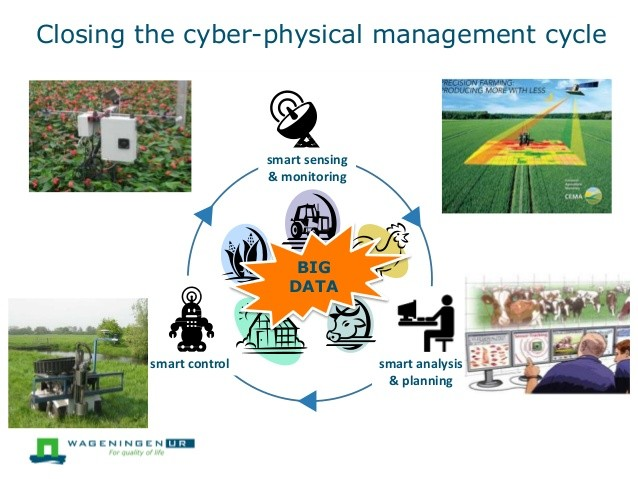 Closing the cyber-physical management cycle
PRECISION FARMING:
PRODUCING MORE WITH LESS
CEMA
smart sensing
& monitoring
BIG
DATA
smart control
smart analysis
& planning
WAGENINGEN UR
For quality of life